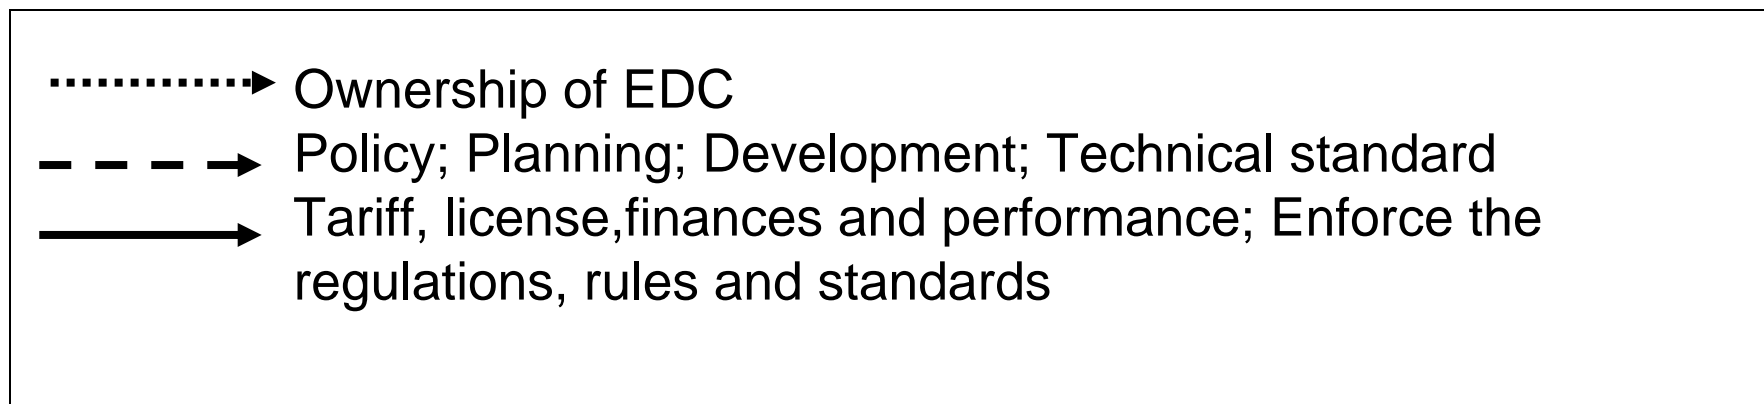 Ownership of EDC
Policy; Planning; Development; Technical standard
Tariff, license,finances and performance; Enforce the
regulations, rules and standards